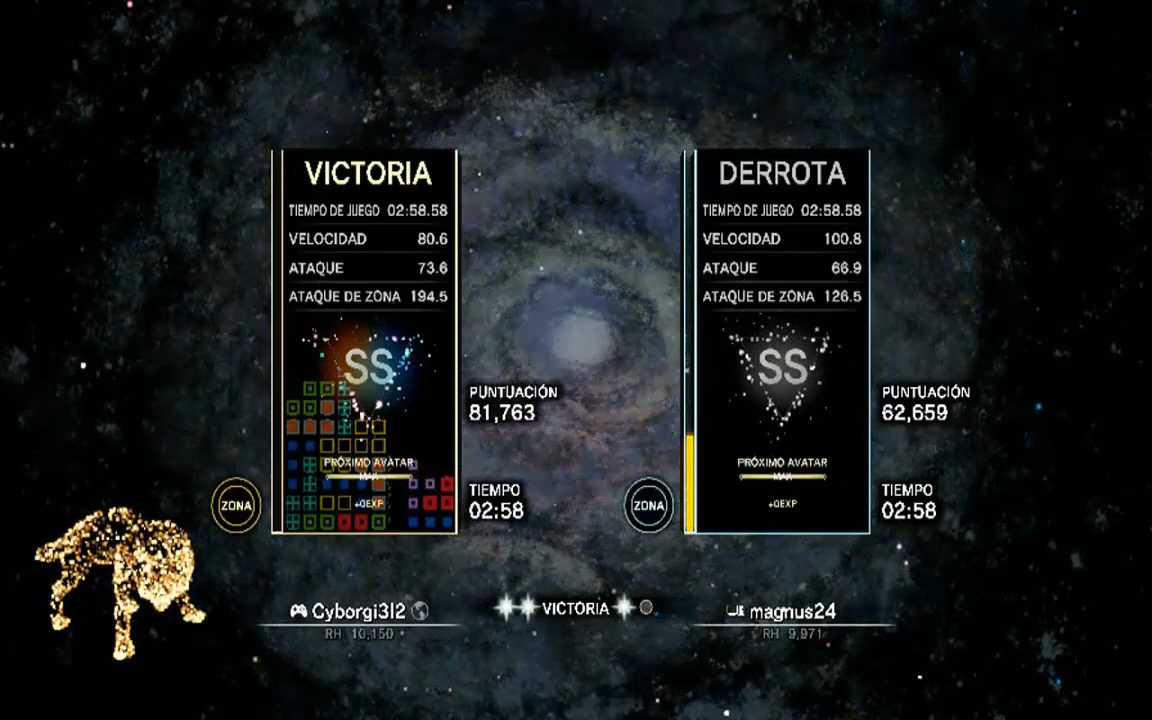 VICTORIA
TIEMPO DE JUEGO 02:58.58
VELOCIDAD 80.6
ATAQUE 73.6
ATAQUE DE ZONA 194.5
SS
PRÓXIMO AVATAR
MAX
+0EXP
ZONA
PUNTUACIÓN
81,763
TIEMPO
02:58
DERROTA
TIEMPO DE JUEGO 02:58.58
VELOCIDAD 100.8
ATAQUE 66.9
ATAQUE DE ZONA 126.5
SS
PRÓXIMO AVATAR
MAX
+0EXP
ZONA
PUNTUACIÓN
62,659
TIEMPO
02:58
Cyborgi3l2
RH 10,150
VICTORIA
magnus24
RH 9,971